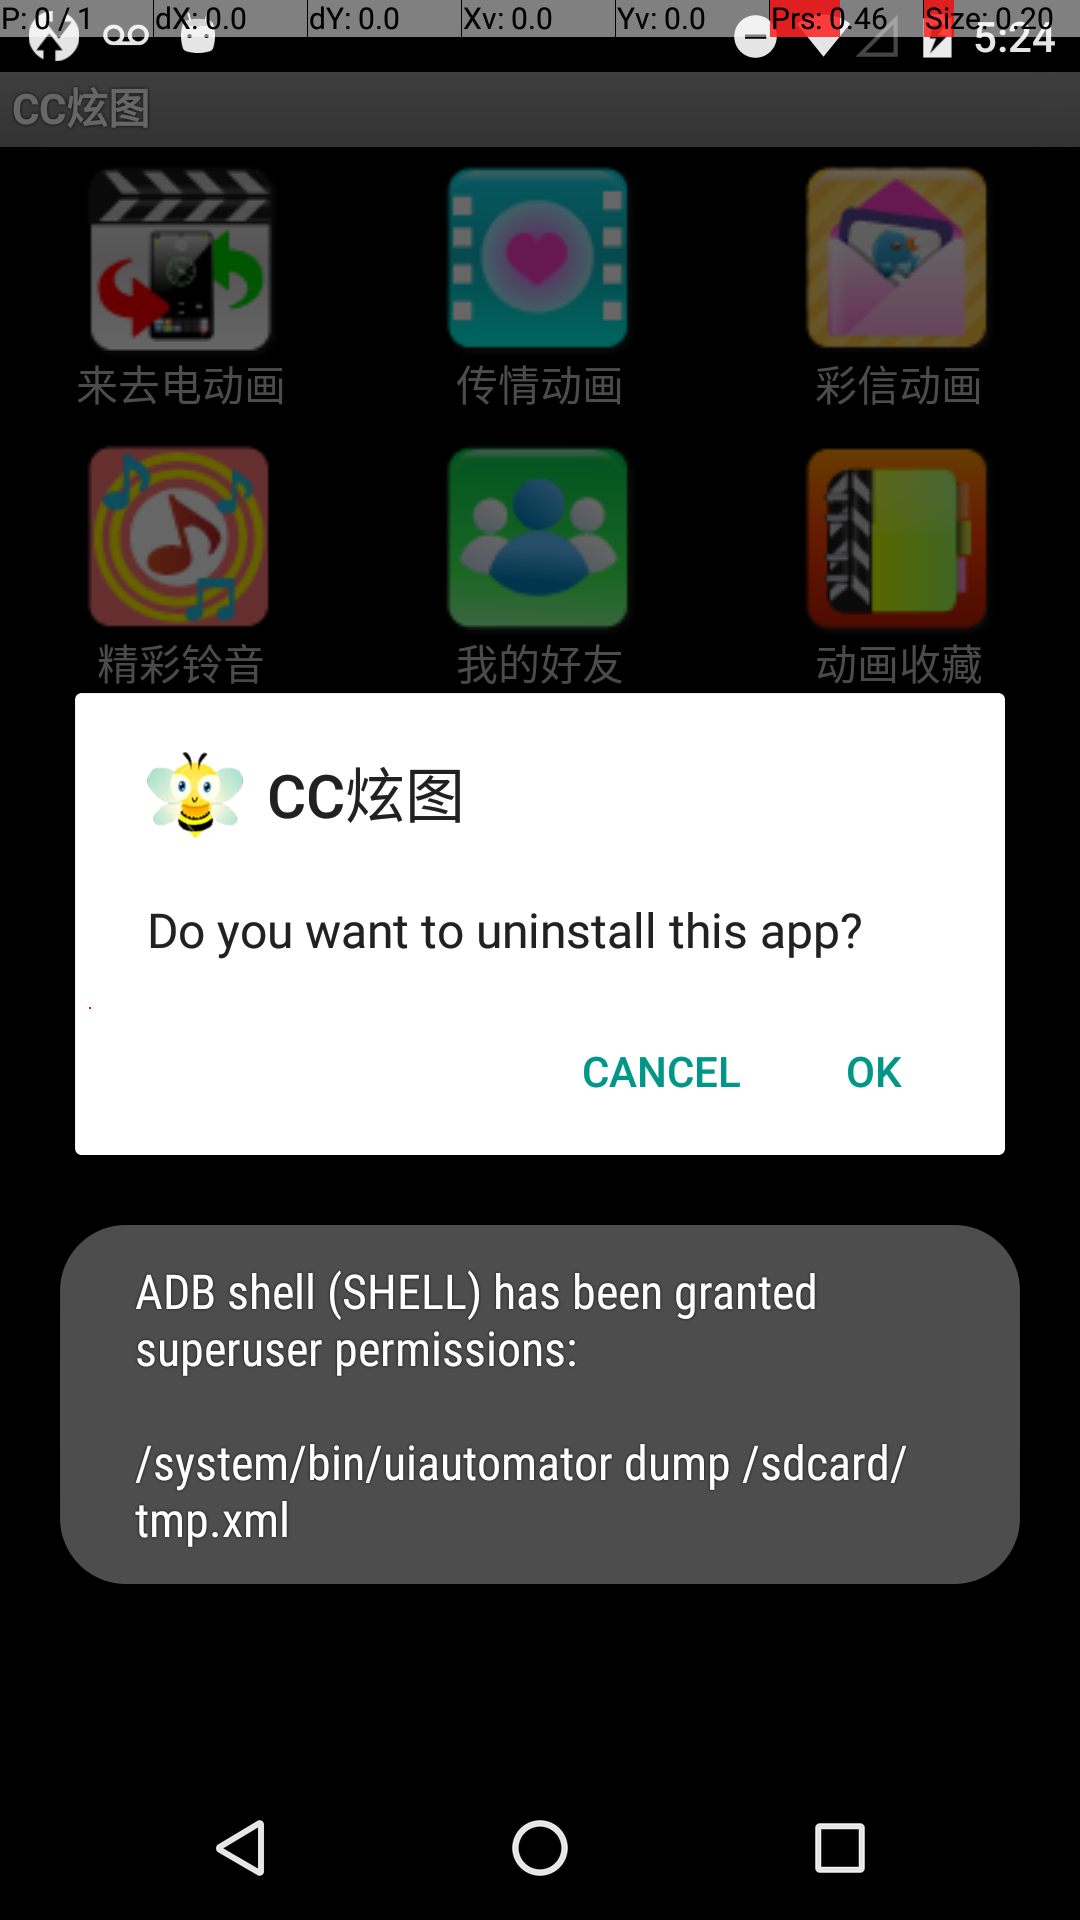 P: 0 / 1 dX: 0.0 dY: 0.0 Xv: 0.0 Yv: 0.0 Prs: 0.46 Size: 0.20
5:24
CC炫图
来去电动画 传情动画 彩信动画
精彩铃音 我的好友 动画收藏
CC炫图
Do you want to uninstall this app?
CANCEL OK
ADB shell (SHELL) has been granted
superuser permissions:
/system/bin/uiautomator dump /sdcard/
tmp.xml